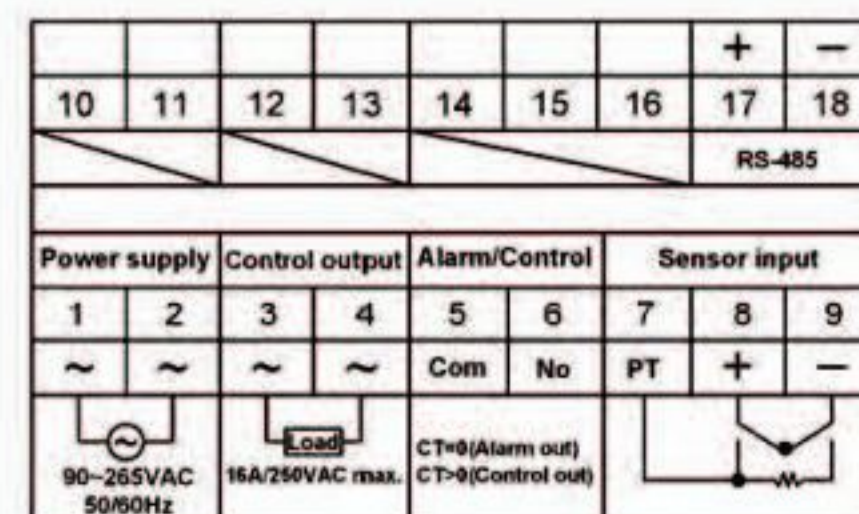 + −
10 11 12 13 14 15 16 17 18
RS-485
Power supply Control output Alarm/Control Sensor input
1 2 3 4 5 6 7 8 9
~ ~ ~ ~ Com No PT + −
~ Load
CT=0(Alarm out)
90~265VAC 16A/250VAC max. CT>0(Control out)
50/60Hz